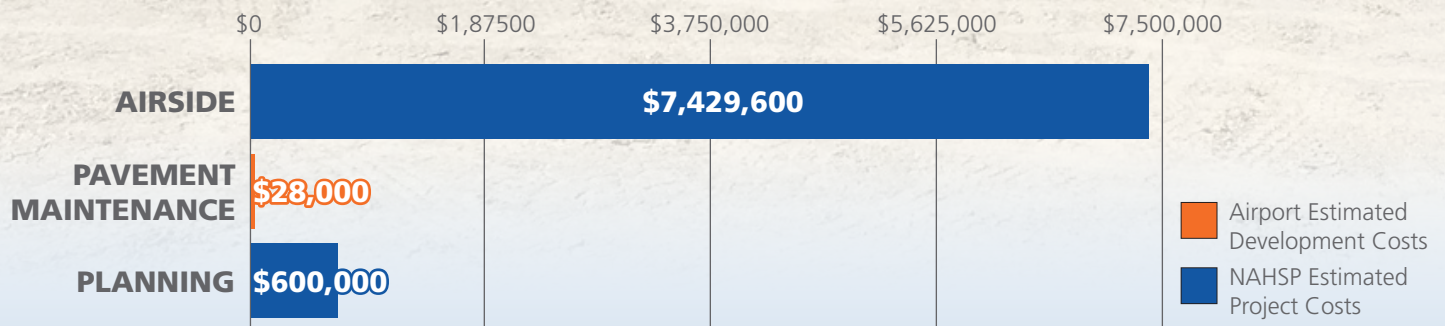 $0 $1,87500 $3,750,000 $5,625,000 $7,500,000
AIRSIDE $7,429,600
PAVEMENT
MAINTENANCE $28,000
PLANNING $600,000
Airport Estimated
Development Costs
NAHSP Estimated
Project Costs